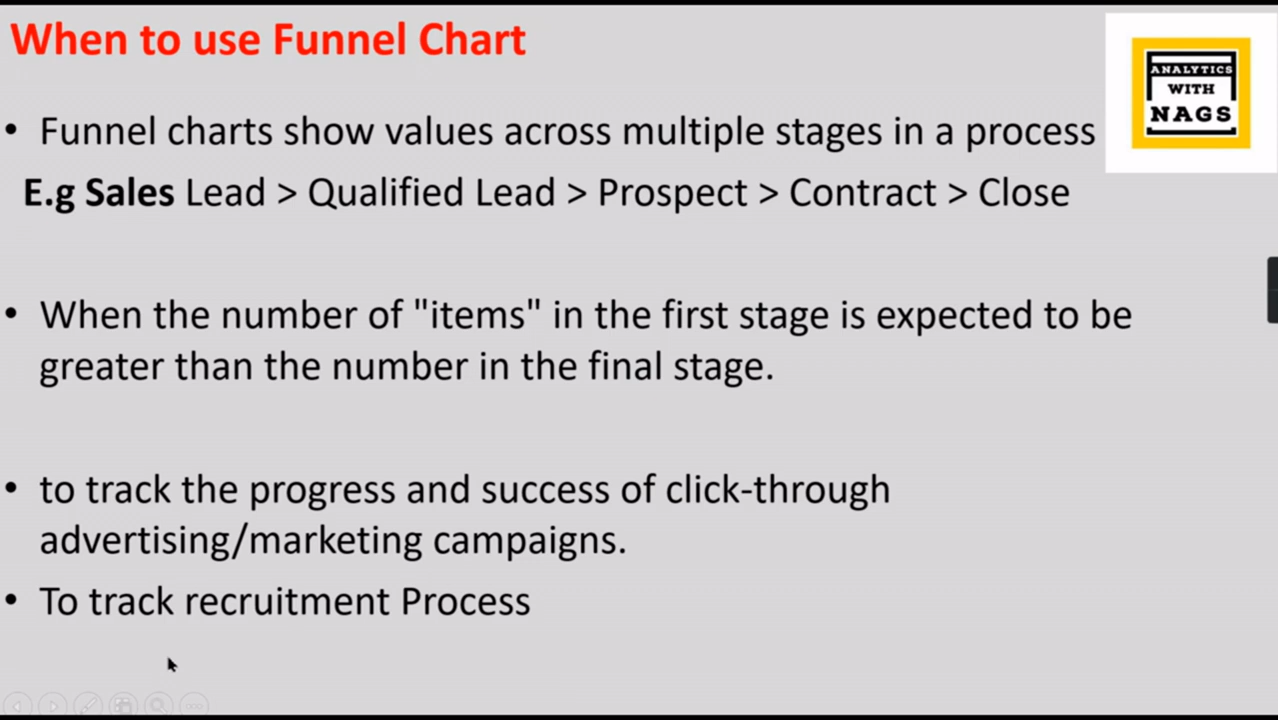 When to use Funnel Chart
ANALYTICS
WITH
NAGS
• Funnel charts show values across multiple stages in a process
E.g Sales Lead > Qualified Lead > Prospect > Contract > Close
• When the number of "items" in the first stage is expected to be
greater than the number in the final stage.
• to track the progress and success of click-through
advertising/marketing campaigns.
• To track recruitment Process